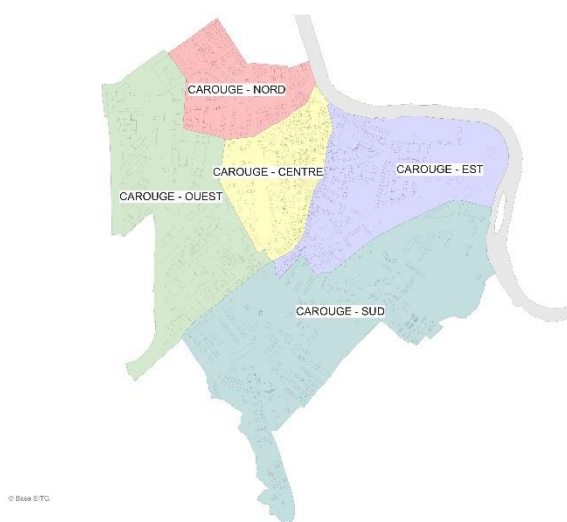 CAROUGE - NORD
CAROUGE - CENTRE
CAROUGE - EST
CAROUGE - OUEST
CAROUGE - SUD
© Base SITG